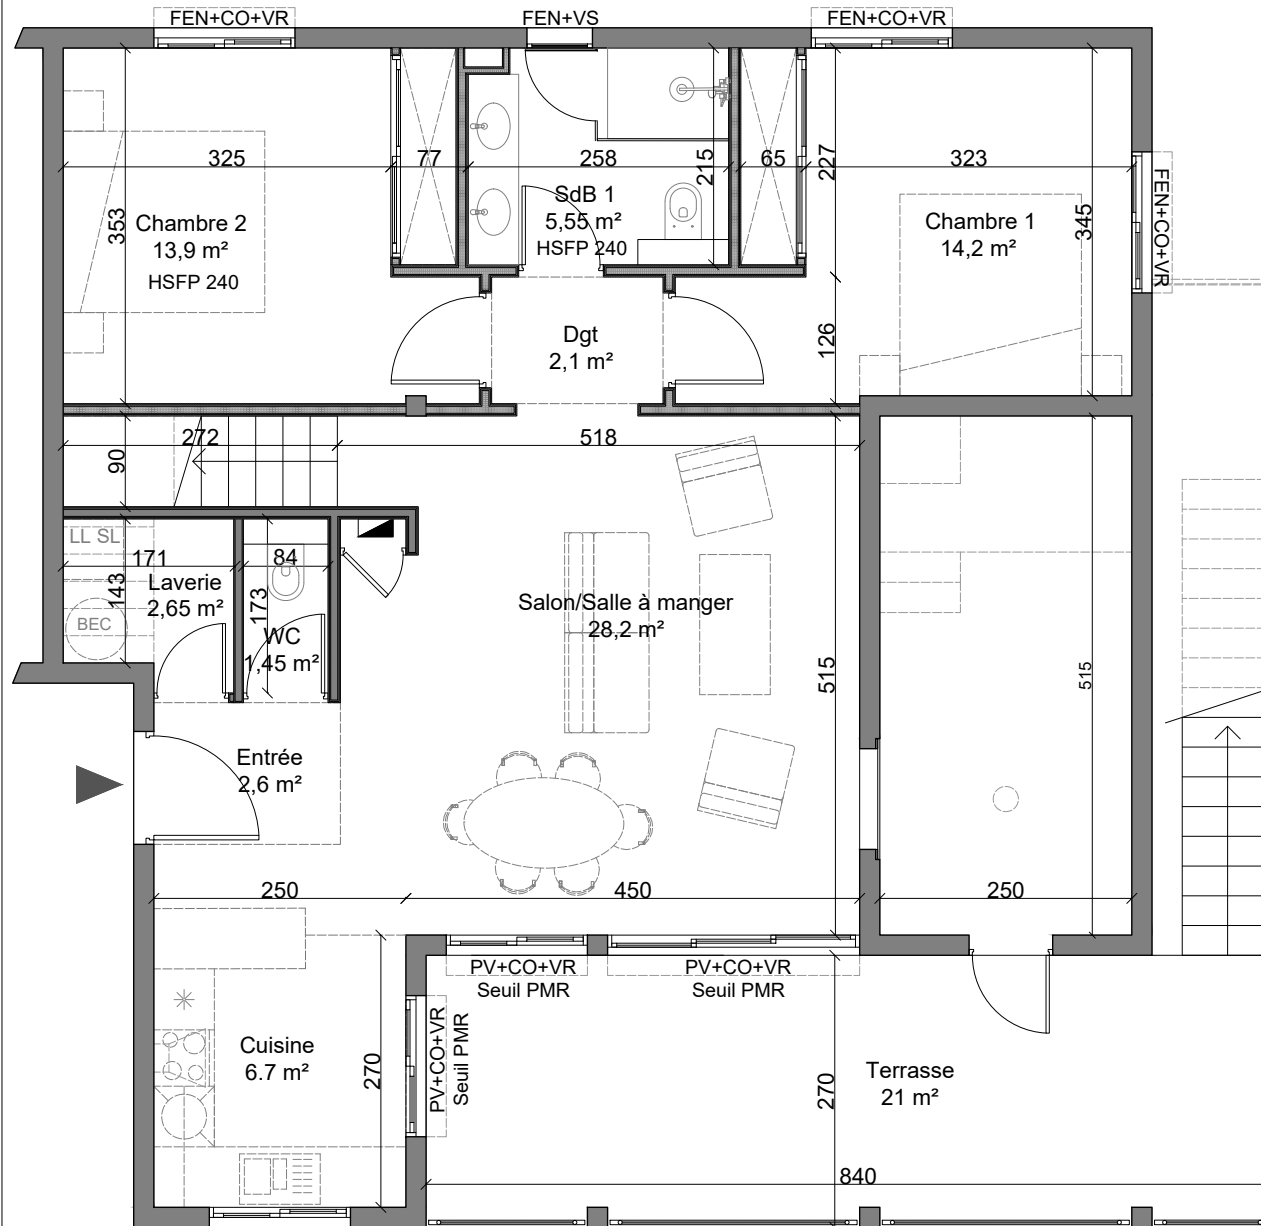 FEN+CO+VR
FEN+VS
FEN+CO+VR
325
77
258
215
65
227
323
345
FEN+CO+VR
353
Chambre 2
13,9 m²
HSFP 240
SdB 1
5,55 m²
HSFP 240
Chambre 1
14,2 m²
Dgt
2,1 m²
126
272
518
90
LL SL
171
84
143
Laverie
2,65 m²
173
BEC
WC
1,45 m²
Salon/Salle à manger
28,2 m²
515
515
Entrée
2,6 m²
250
450
250
PV+CO+VR
Seuil PMR
PV+CO+VR
Seuil PMR
Cuisine
6.7 m²
270
PV+CO+VR
Seuil PMR
270
Terrasse
21 m²
840